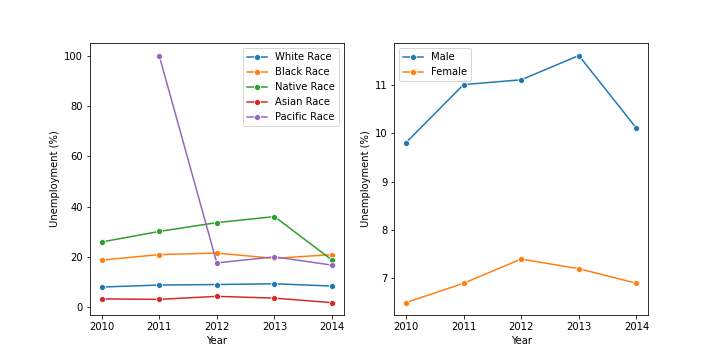 100
80
60
40
20
0
Unemployment (%)
2010 2011 2012 2013 2014
Year
White Race
Black Race
Native Race
Asian Race
Pacific Race
11
10
9
8
7
Unemployment (%)
2010 2011 2012 2013 2014
Year
Male
Female